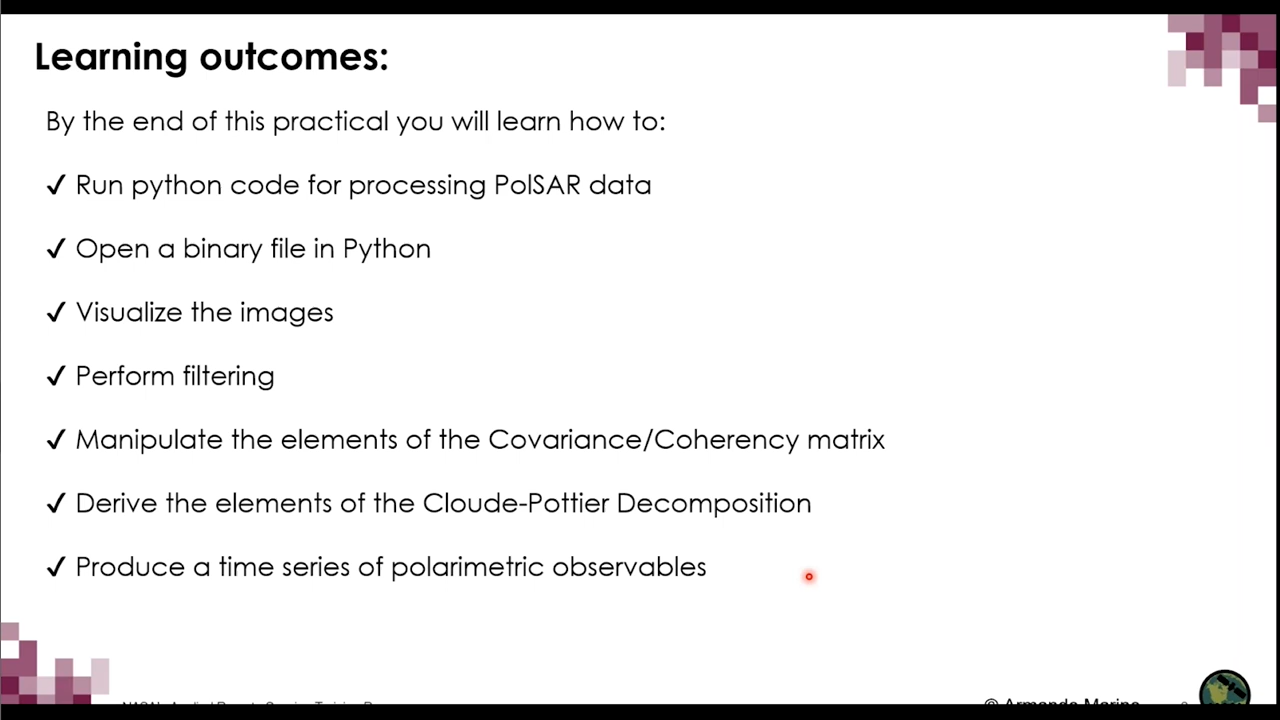 Learning outcomes:
By the end of this practical you will learn how to:
✓ Run python code for processing PolSAR data
✓ Open a binary file in Python
✓ Visualize the images
✓ Perform filtering
✓ Manipulate the elements of the Covariance/Coherency matrix
✓ Derive the elements of the Cloude-Pottier Decomposition
✓ Produce a time series of polarimetric observables
© Armando Marino